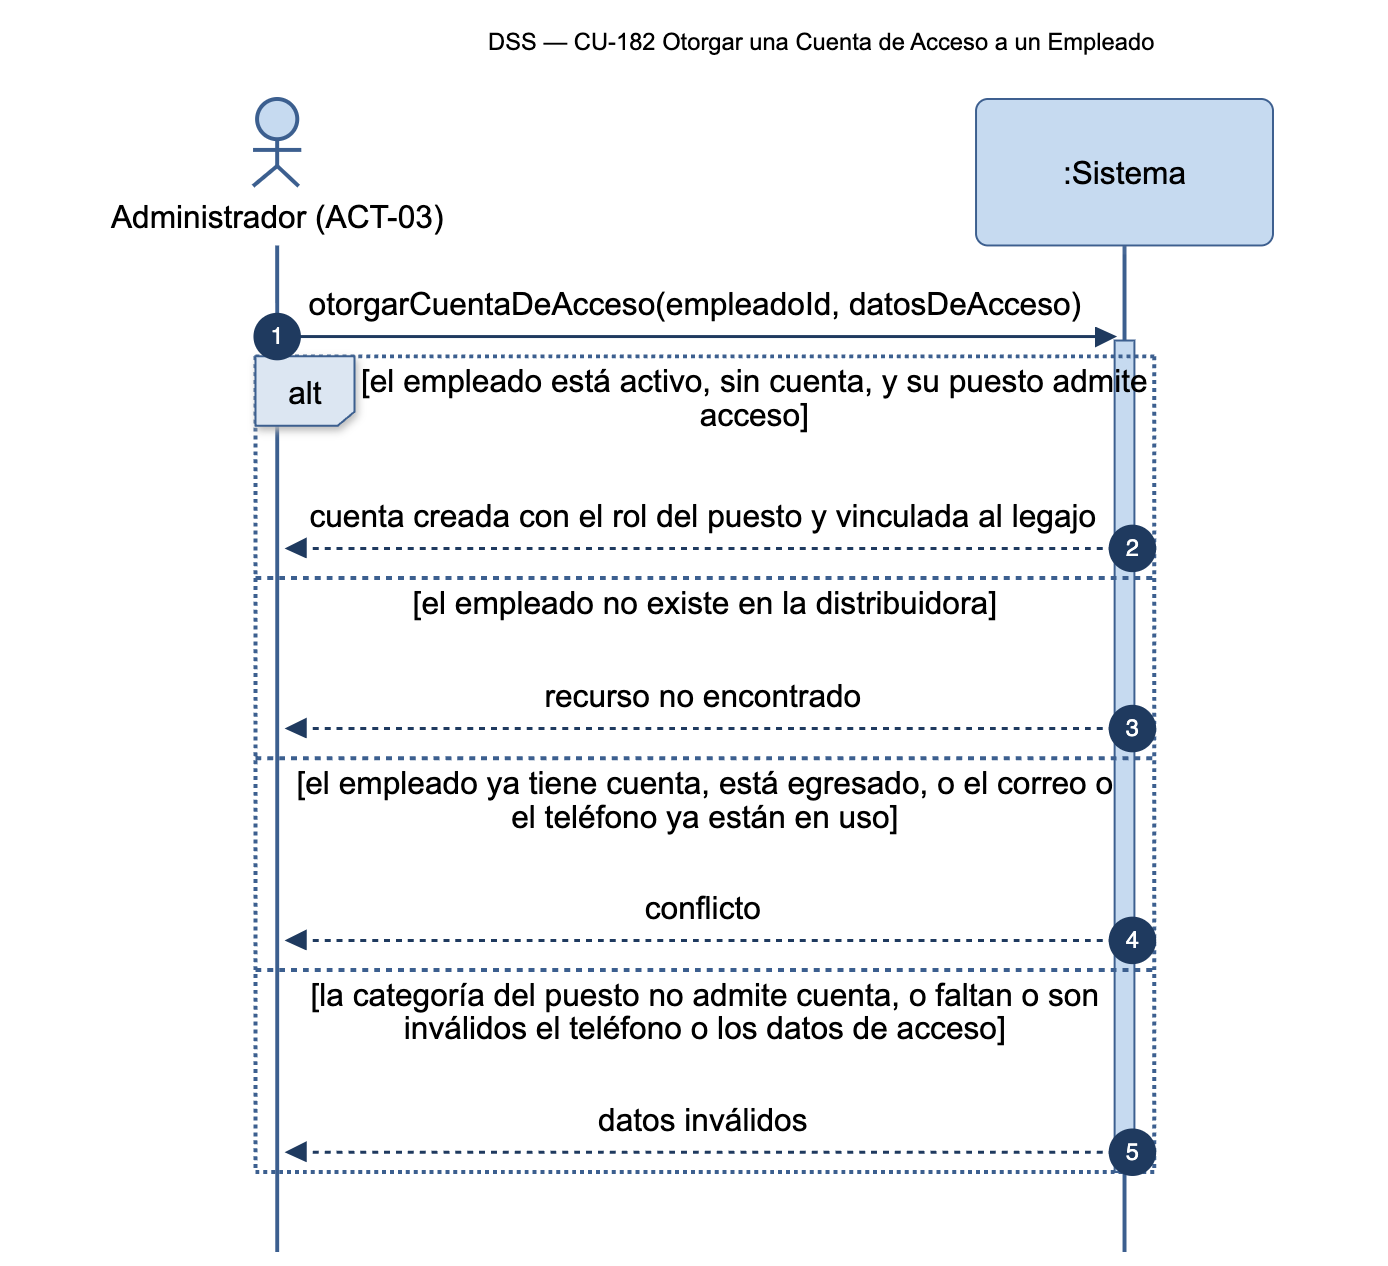 DSS — CU-182 Otorgar una Cuenta de Acceso a un Empleado
:Sistema
Administrador (ACT-03)
otorgarCuentaDeAcceso(empleadoId, datosDeAcceso)
1
alt
[el empleado está activo, sin cuenta, y su puesto admite
acceso]
cuenta creada con el rol del puesto y vinculada al legajo
2
[el empleado no existe en la distribuidora]
recurso no encontrado
3
[el empleado ya tiene cuenta, está egresado, o el correo o
el teléfono ya están en uso]
conflicto
4
[la categoría del puesto no admite cuenta, o faltan o son
inválidos el teléfono o los datos de acceso]
datos inválidos
5